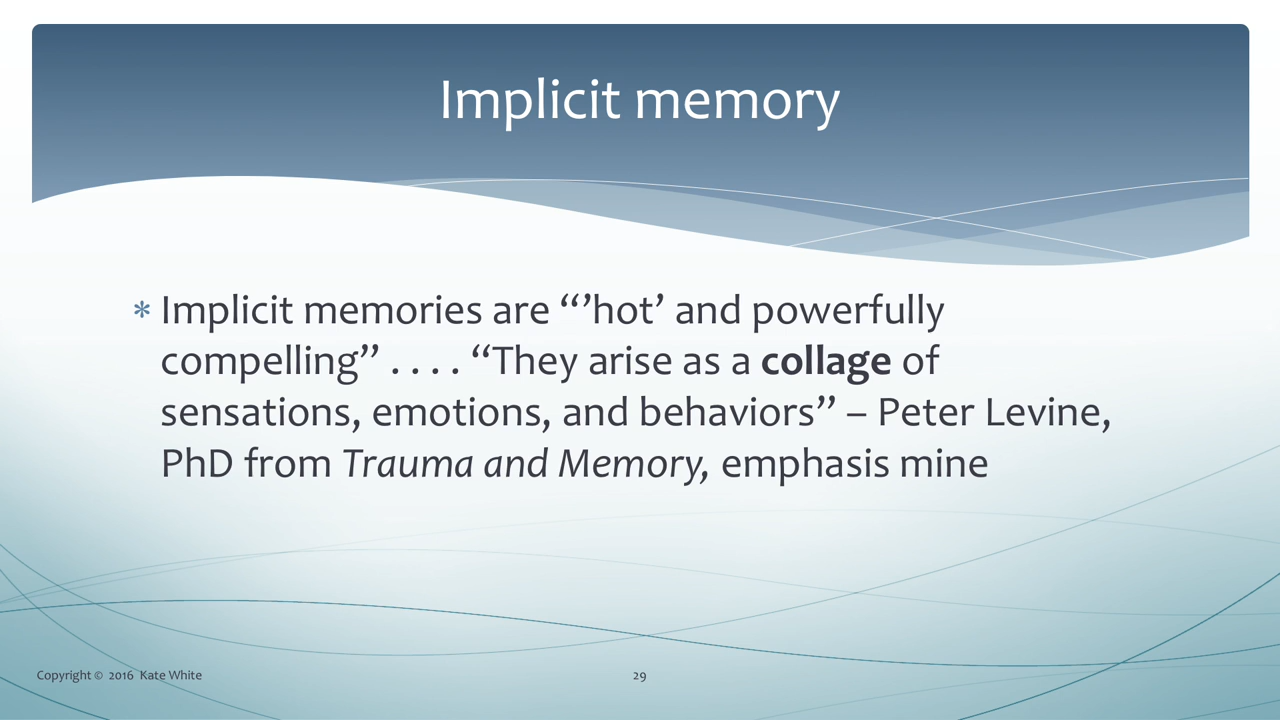 Implicit memory
* Implicit memories are “’hot’ and powerfully
compelling” . . . . “They arise as a collage of
sensations, emotions, and behaviors” – Peter Levine,
PhD from Trauma and Memory, emphasis mine
Copyright © 2016 Kate White
29